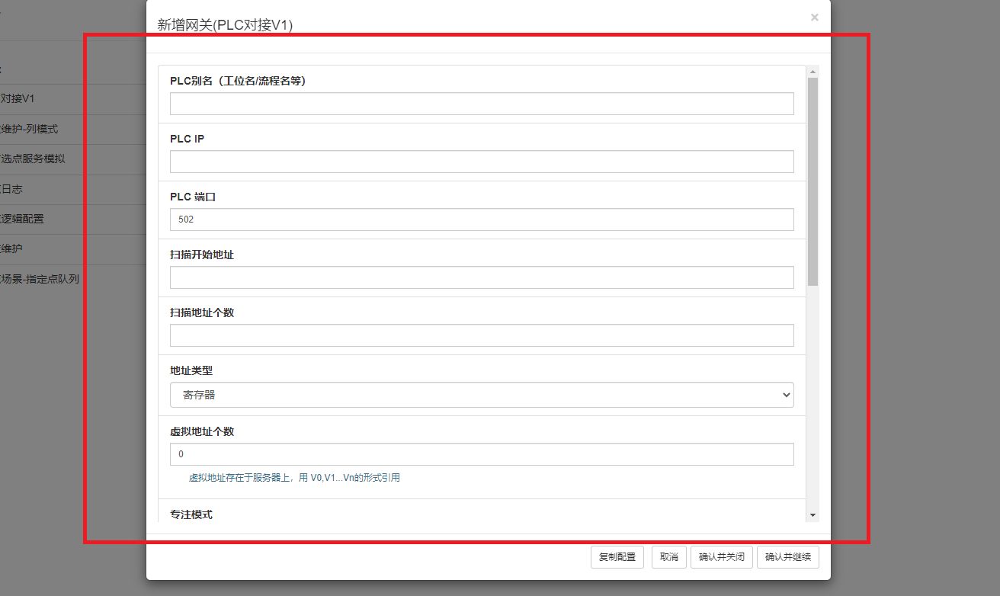 新增网关(PLC对接V1)
×
对接V1
维护-列模式
选点服务模拟
日志
逻辑配置
维护
场景-指定点队列
PLC别名（工位名/流程名等）
PLC IP
PLC 端口
502
扫描开始地址
扫描地址个数
地址类型
寄存器
虚拟地址个数
0
虚拟地址存在于服务器上，用 V0,V1...Vn的形式引用
专注模式
复制配置
取消
确认并关闭
确认并继续